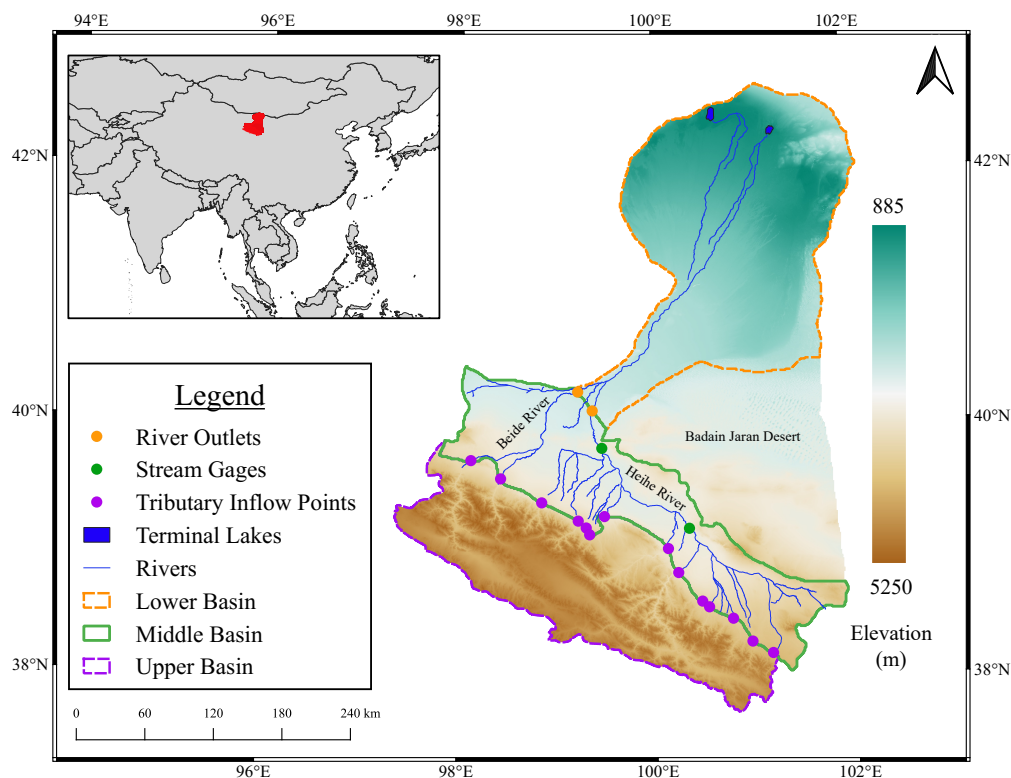 94°E 96°E 98°E 100°E 102°E
42°N
42°N
885
5250
Elevation
(m)
Legend
River Outlets
Stream Gages
Tributary Inflow Points
Terminal Lakes
Rivers
Lower Basin
Middle Basin
Upper Basin
Beide River
Heihe River
Badain Jaran Desert
40°N
40°N
38°N
38°N
0 60 120 180 240 km
96°E 98°E 100°E 102°E